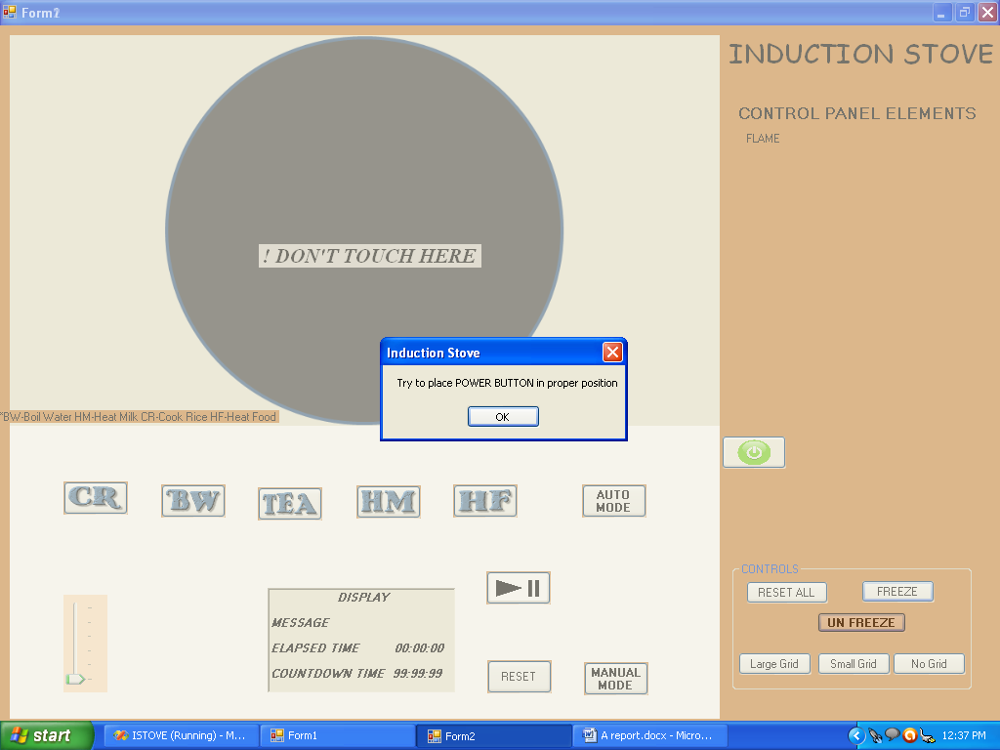 Form2
INDUCTION STOVE
CONTROL PANEL ELEMENTS
FLAME
! DON'T TOUCH HERE
Induction Stove
Try to place POWER BUTTON in proper position
OK
*BW-Boil Water HM-Heat Milk CR-Cook Rice HF-Heat Food
CR
BW
TEA
HM
HF
AUTO
MODE
DISPLAY
MESSAGE
ELAPSED TIME 00:00:00
COUNTDOWN TIME 99:99:99
RESET
MANUAL
MODE
CONTROLS
RESET ALL
FREEZE
UN FREEZE
Large Grid
Small Grid
No Grid
start
ISTOVE (Running) - M...
Form1
Form2
A report.docx - Micro...
12:37 PM